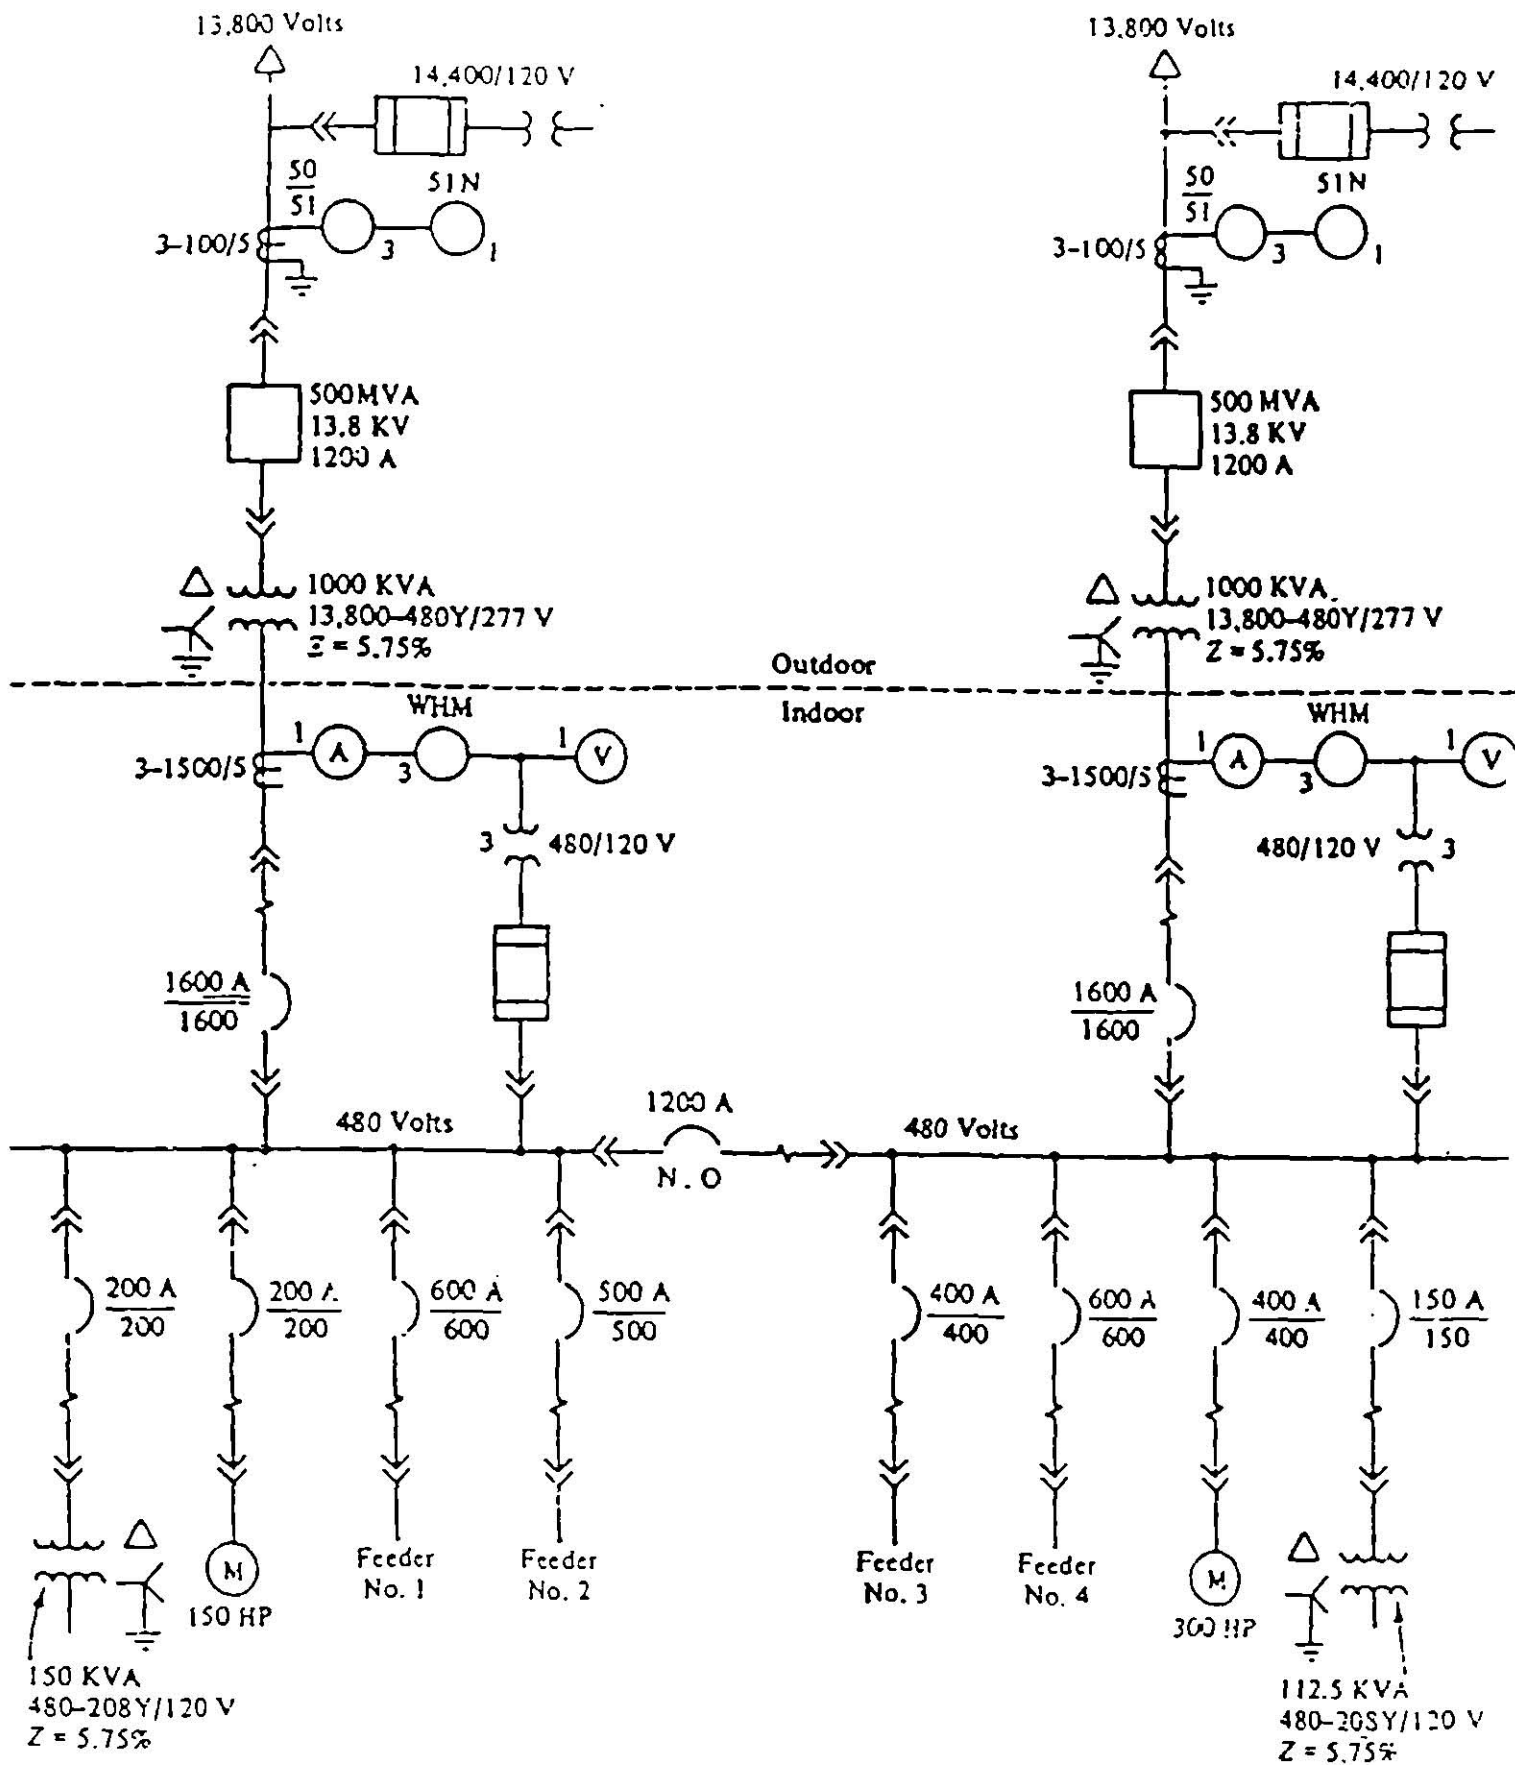 13,800 Volts
14,400/120 V
50
51
51N
3-100/5
3
1
500 MVA
13.8 KV
1200 A
1000 KVA
13,800-480Y/277 V
Z = 5.75%
13,800 Volts
14,400/120 V
50
51
51N
3-100/5
3
1
500 MVA
13.8 KV
1200 A
1000 KVA
13,800-480Y/277 V
Z = 5.75%
Outdoor
Indoor
WHM
1
A
3
1
V
3-1500/5
3
480/120 V
1600 A
1600
WHM
1
A
3
1
V
3-1500/5
480/120 V
3
1600 A
1600
480 Volts
1200 A
N.O
480 Volts
200 A
200
200 A
200
600 A
600
500 A
500
400 A
400
600 A
600
400 A
400
150 A
150
M
150 HP
Feeder
No. 1
Feeder
No. 2
Feeder
No. 3
Feeder
No. 4
M
300 HP
150 KVA
480-208Y/120 V
Z = 5.75%
112.5 KVA
480-208Y/120 V
Z = 5.75%